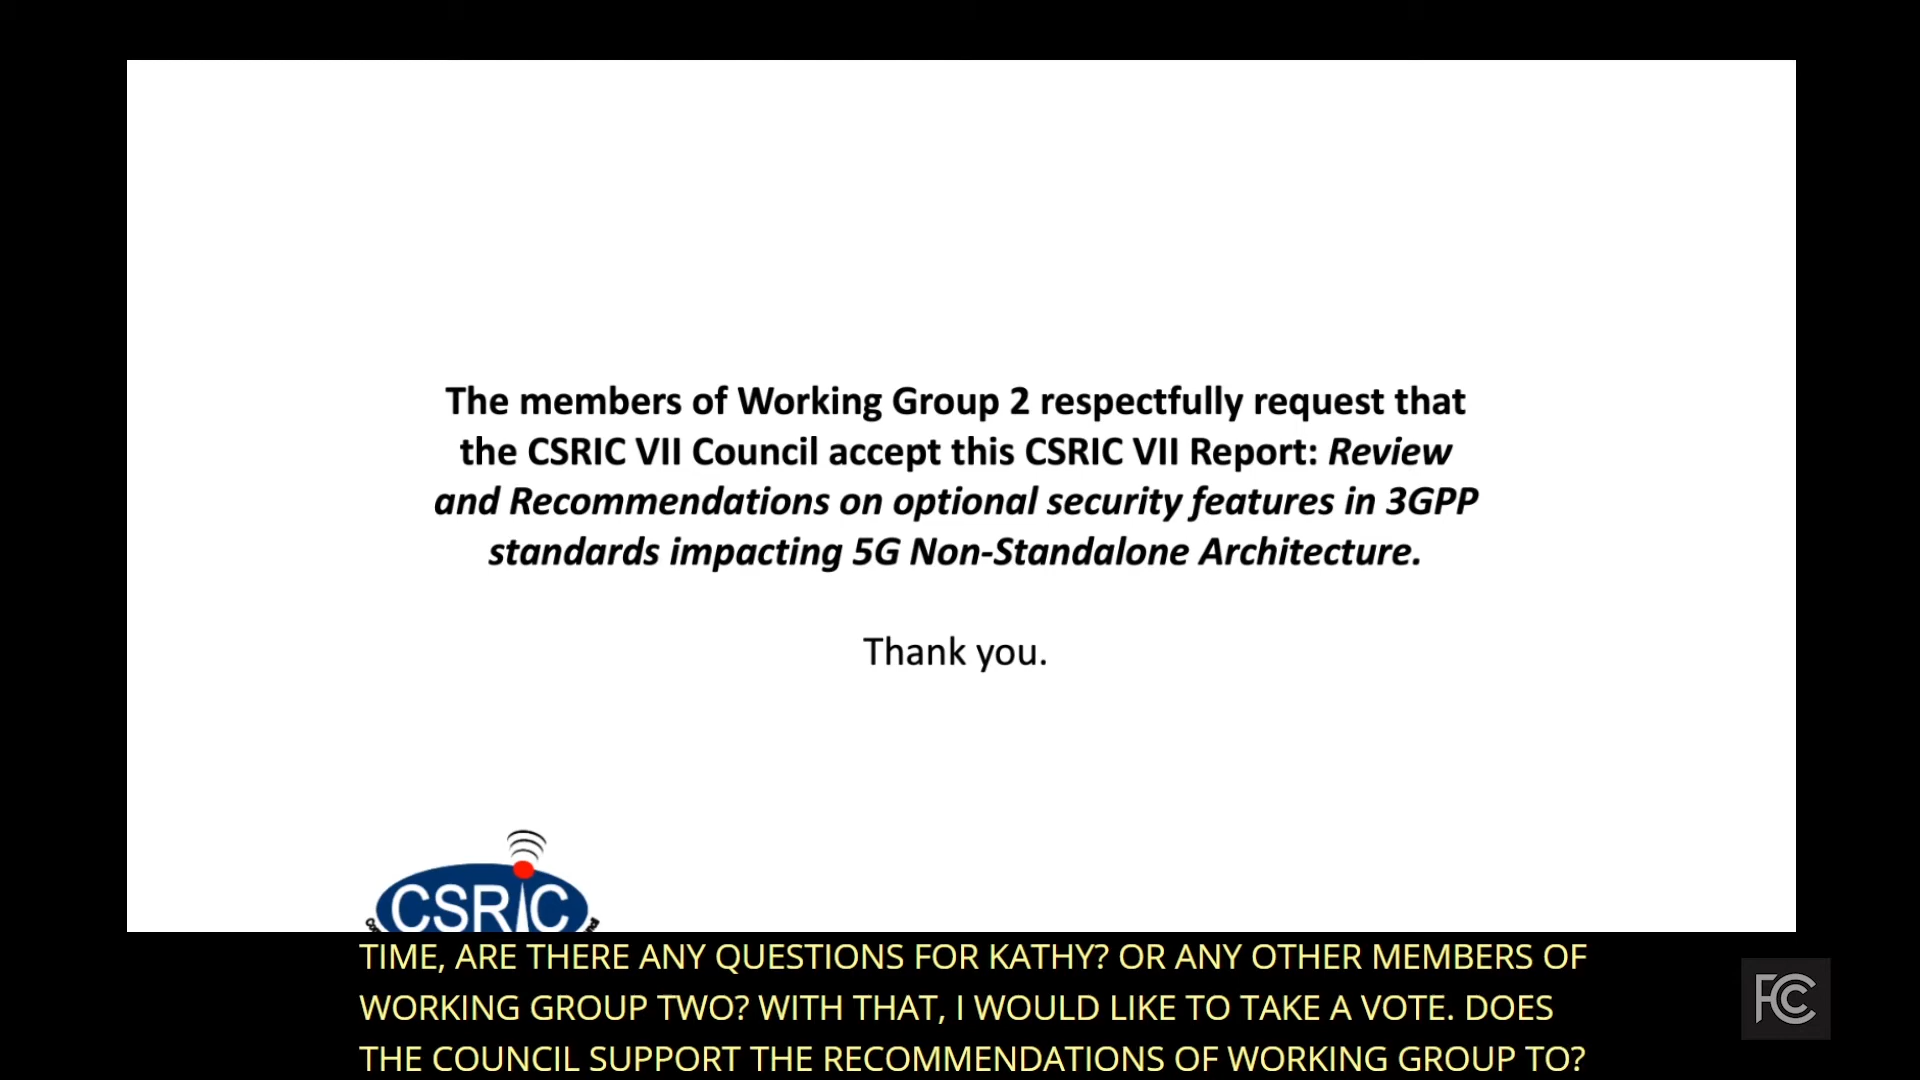 The members of Working Group 2 respectfully request that
the CSRIC VII Council accept this CSRIC VII Report: Review
and Recommendations on optional security features in 3GPP
standards impacting 5G Non-Standalone Architecture.
Thank you.
CSRIC
TIME, ARE THERE ANY QUESTIONS FOR KATHY? OR ANY OTHER MEMBERS OF
WORKING GROUP TWO? WITH THAT, I WOULD LIKE TO TAKE A VOTE. DOES
THE COUNCIL SUPPORT THE RECOMMENDATIONS OF WORKING GROUP TO?
FCC